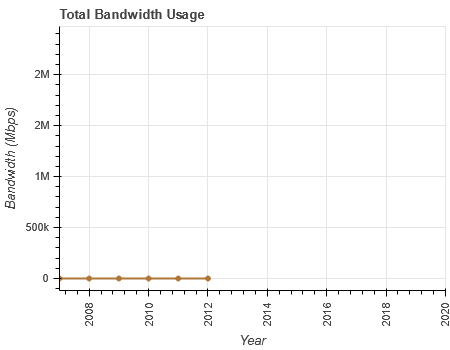 Total Bandwidth Usage
Bandwidth (Mbps)
2M
2M
1M
500k
0
2008
2010
2012
2014
2016
2018
2020
Year